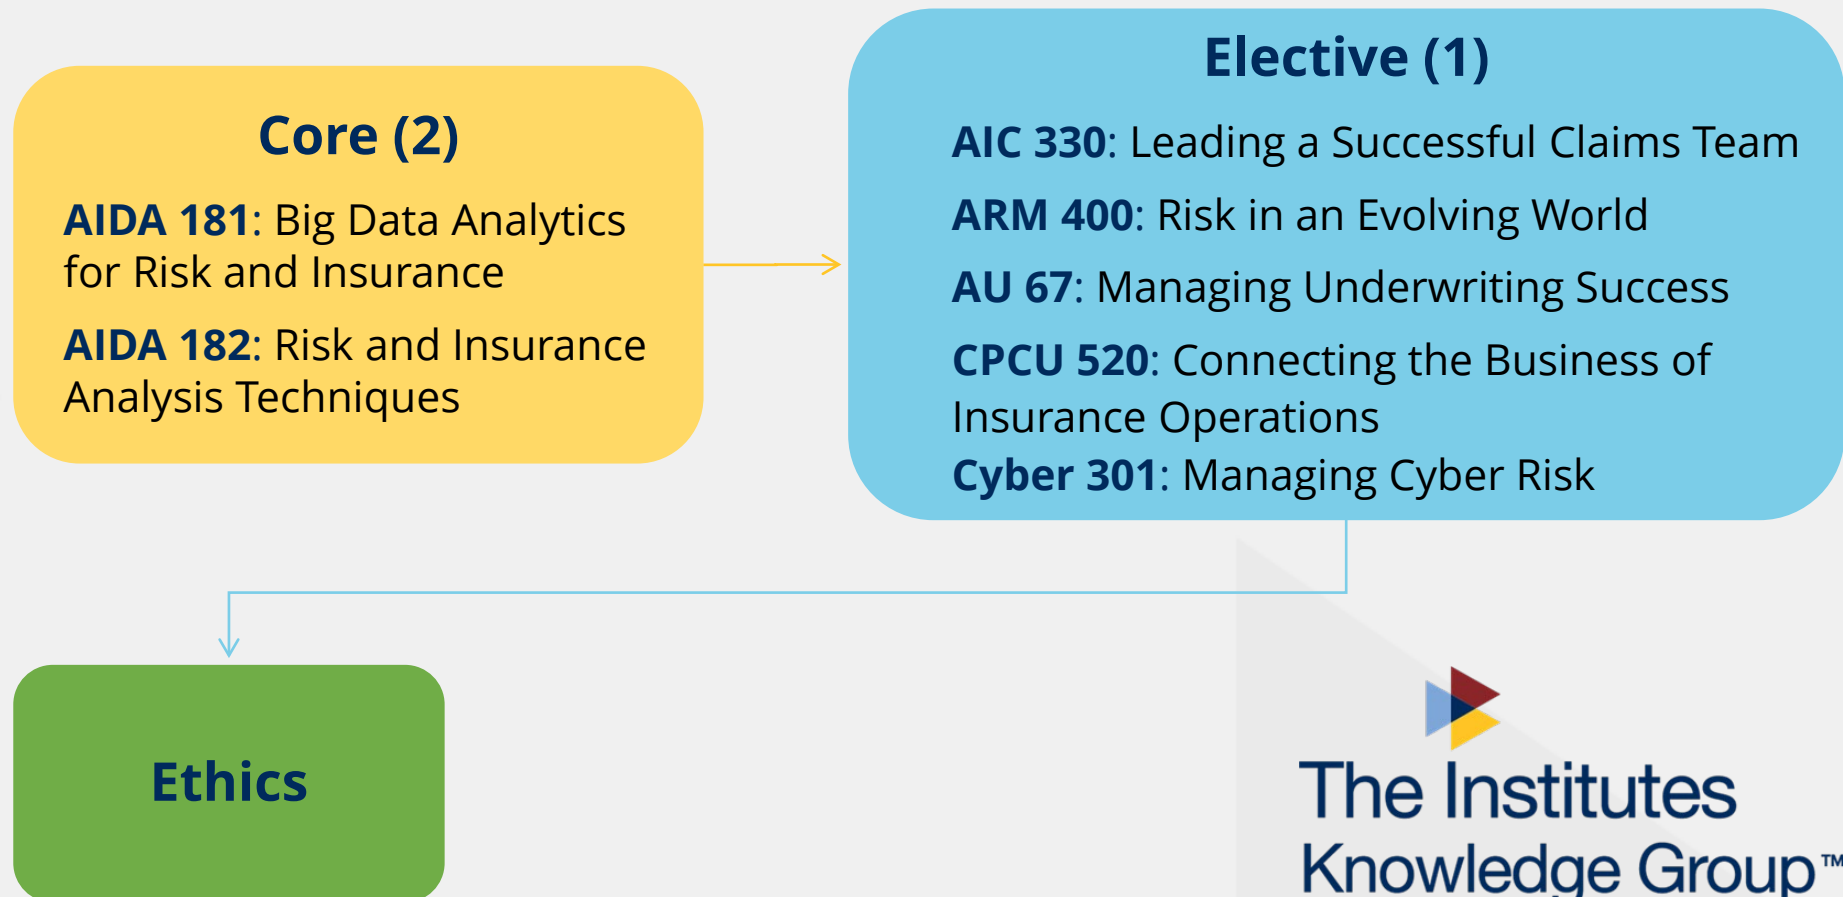 Core (2)
AIDA 181: Big Data Analytics
for Risk and Insurance
AIDA 182: Risk and Insurance
Analysis Techniques
Elective (1)
AIC 330: Leading a Successful Claims Team
ARM 400: Risk in an Evolving World
AU 67: Managing Underwriting Success
CPCU 520: Connecting the Business of
Insurance Operations
Cyber 301: Managing Cyber Risk
Ethics
The Institutes
Knowledge Group™